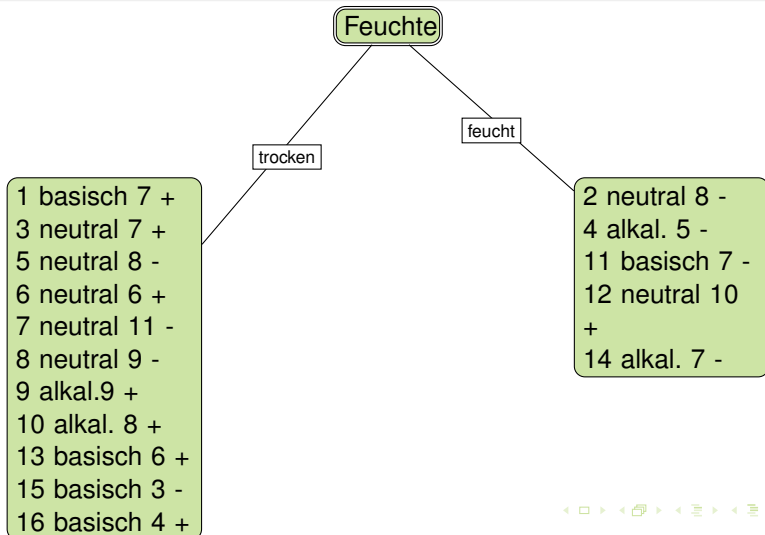 Feuchte
trocken
feucht
1 basisch 7 +
3 neutral 7 +
5 neutral 8 -
6 neutral 6 +
7 neutral 11 -
8 neutral 9 -
9 alkal.9 +
10 alkal. 8 +
13 basisch 6 +
15 basisch 3 -
16 basisch 4 +
2 neutral 8 -
4 alkal. 5 -
11 basisch 7 -
12 neutral 10
+
14 alkal. 7 -